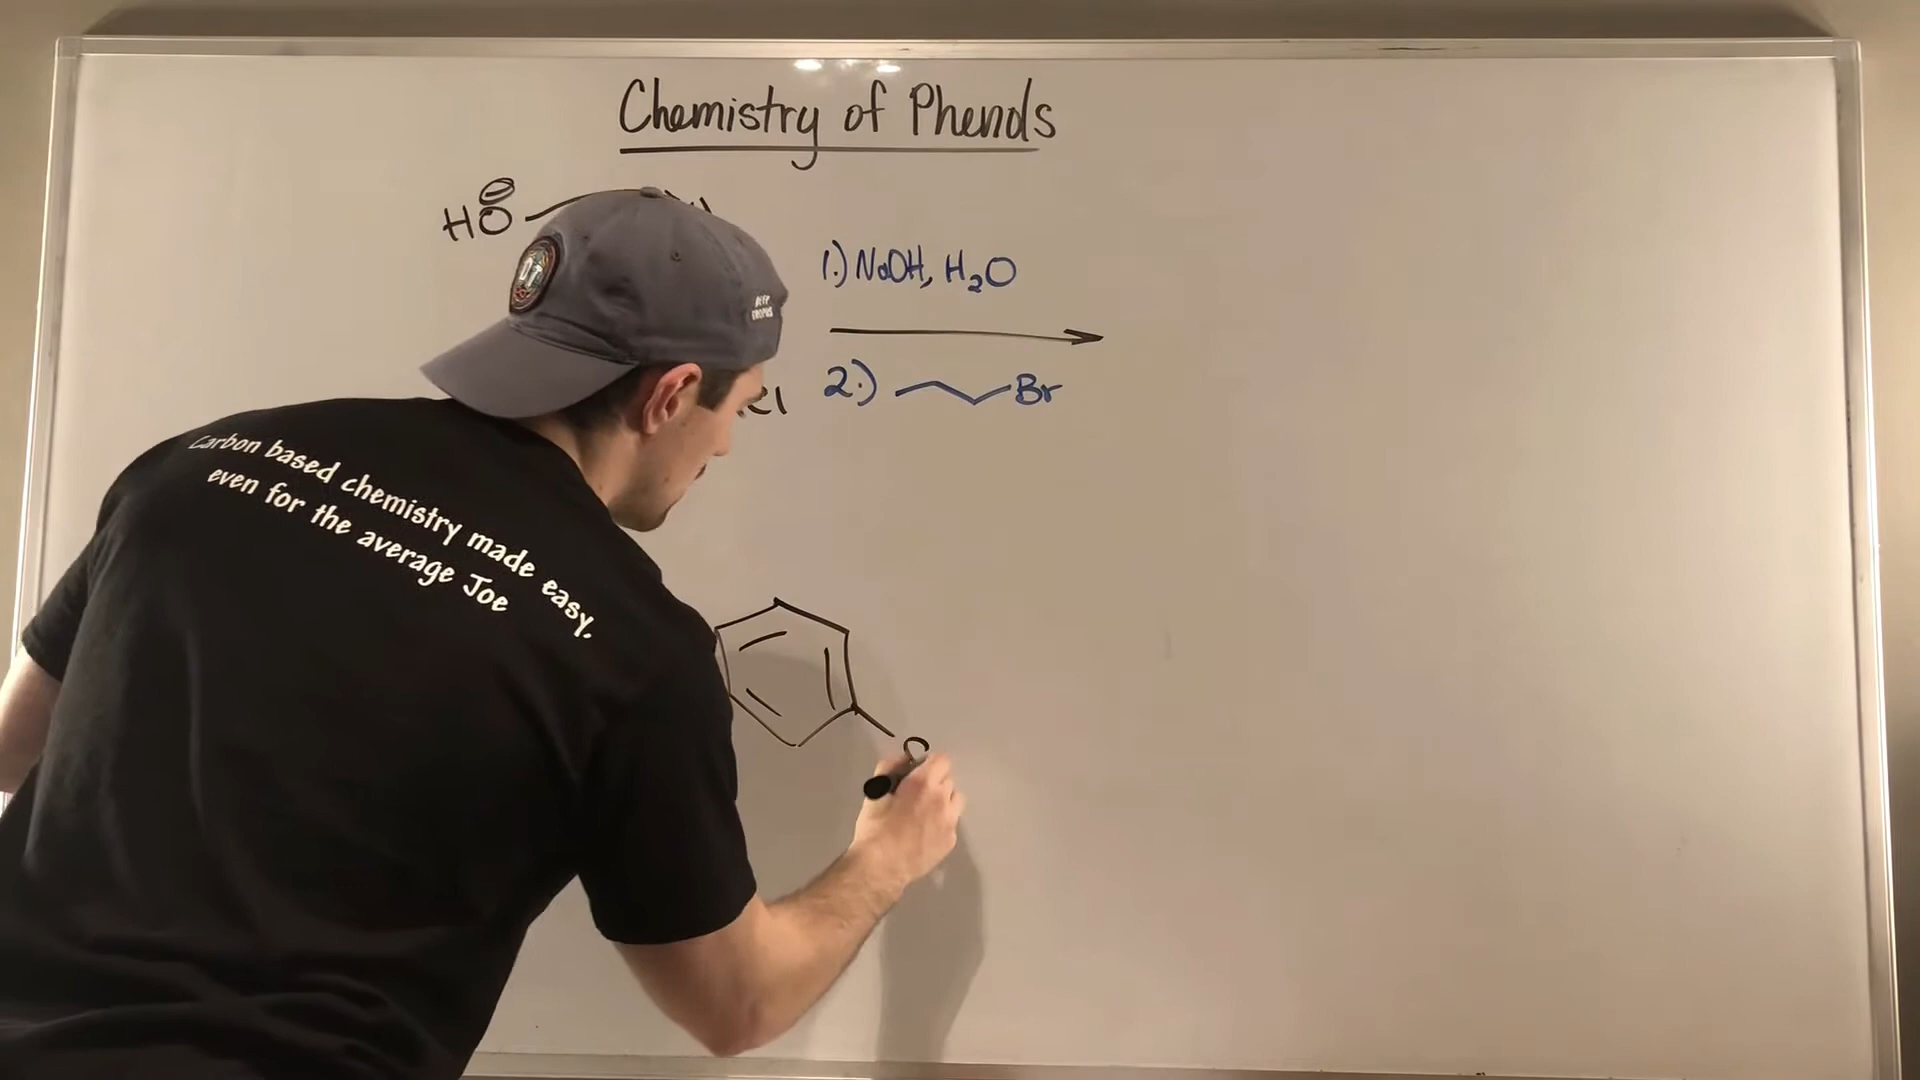 Chemistry of Phenols
HO⊖
1.) NaOH, H₂O
2.) Br
Carbon based chemistry made easy,
even for the average Joe
O